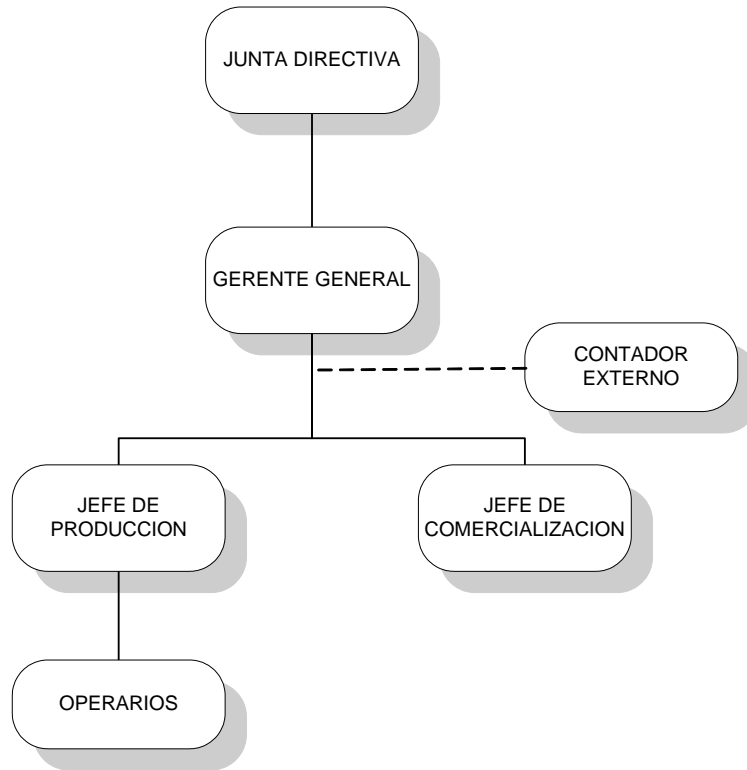 JUNTA DIRECTIVA
GERENTE GENERAL
CONTADOR
EXTERNO
JEFE DE
PRODUCCION
JEFE DE
COMERCIALIZACION
OPERARIOS